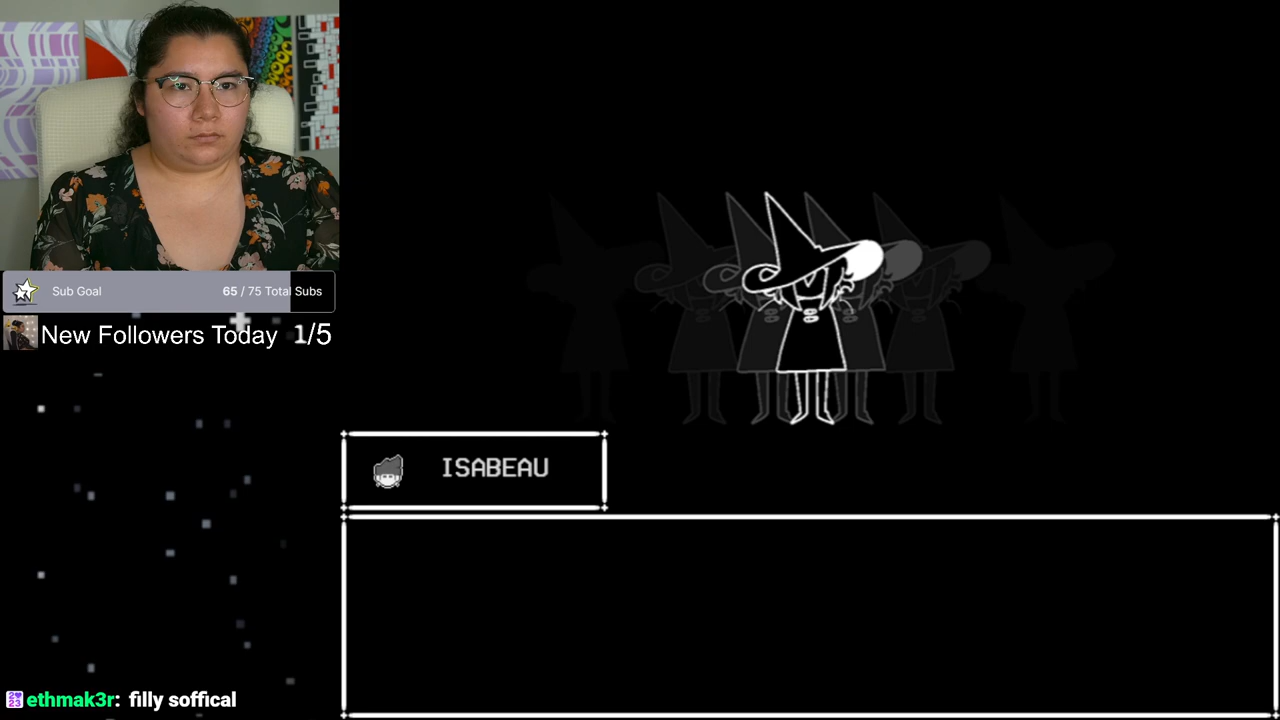 Sub Goal 65 / 75 Total Subs
New Followers Today 1/5
ISABEAU
ethmak3r: filly soffical